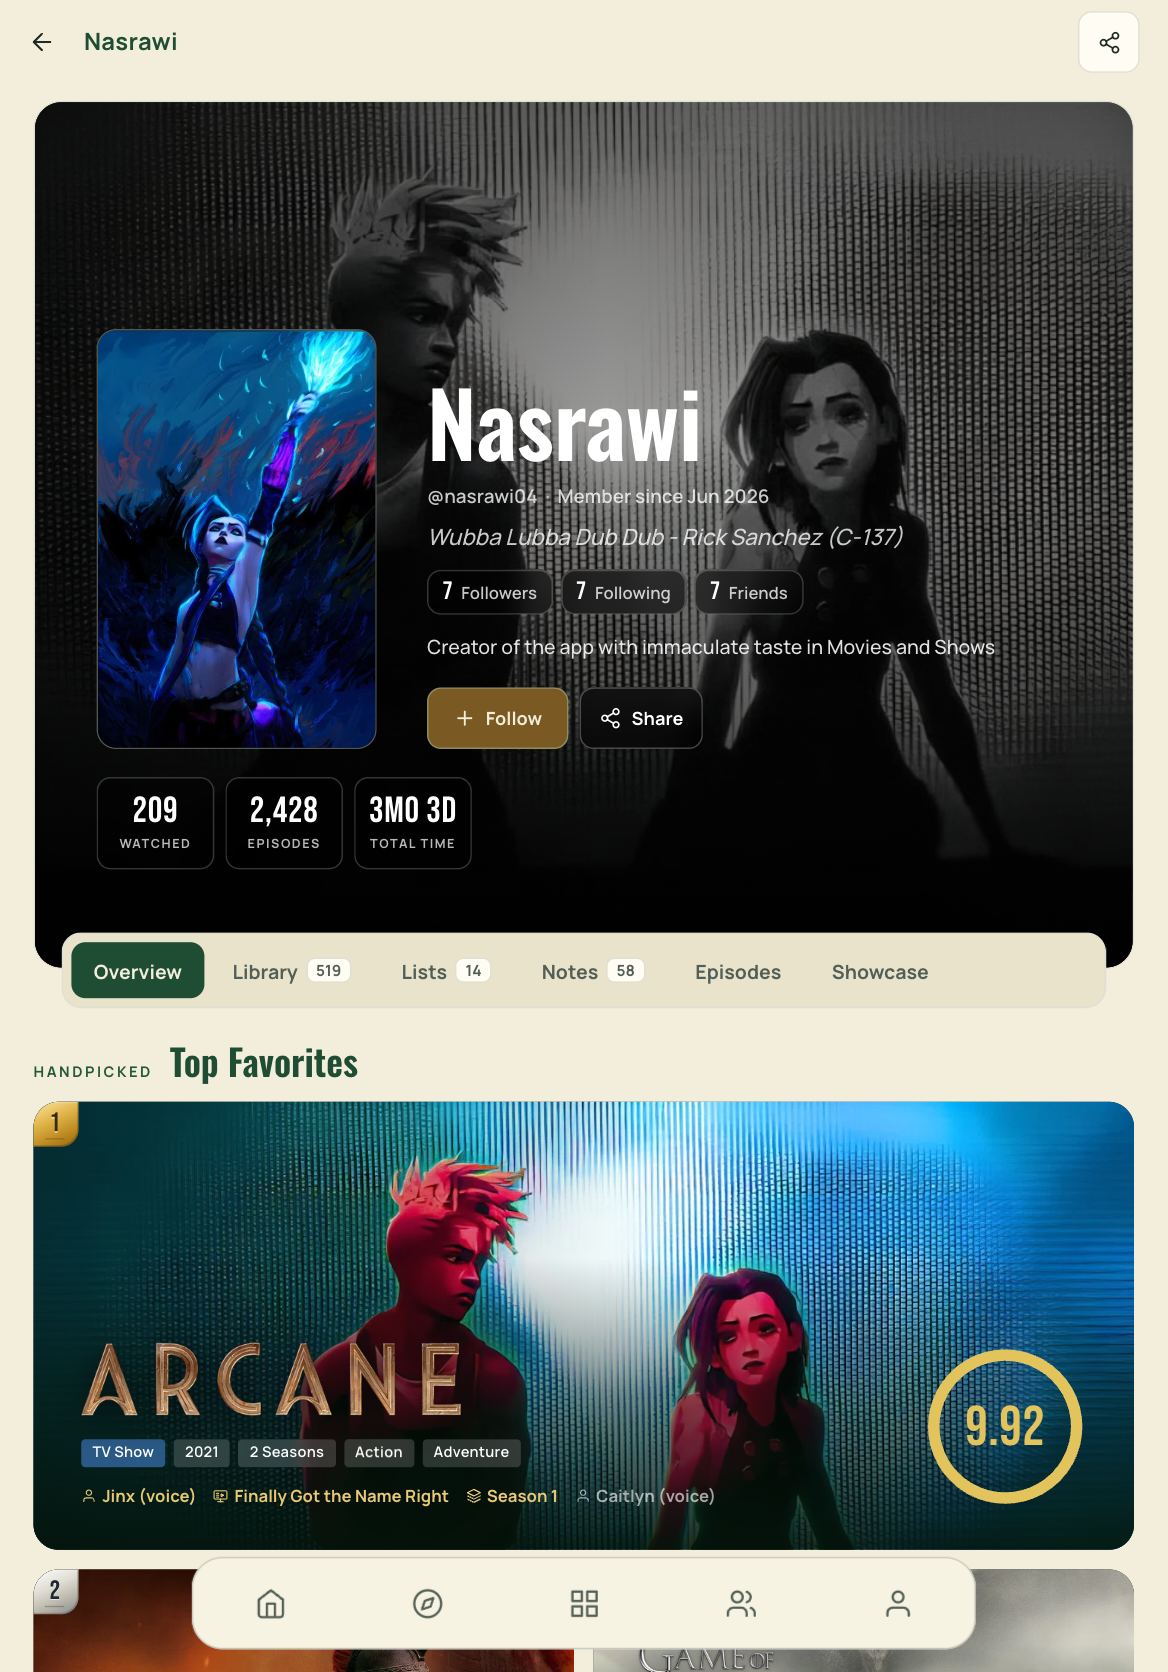 Nasrawi
Nasrawi
@nasrawi04 · Member since Jun 2026
Wubba Lubba Dub Dub - Rick Sanchez (C-137)
7 Followers
7 Following
7 Friends
Creator of the app with immaculate taste in Movies and Shows
Follow
Share
209
WATCHED
2,428
EPISODES
3MO 3D
TOTAL TIME
Overview
Library 519
Lists 14
Notes 58
Episodes
Showcase
HANDPICKED Top Favorites
1
ARCANE
TV Show
2021
2 Seasons
Action
Adventure
Jinx (voice)
Finally Got the Name Right
Season 1
Caitlyn (voice)
9.92
2
GAME OF